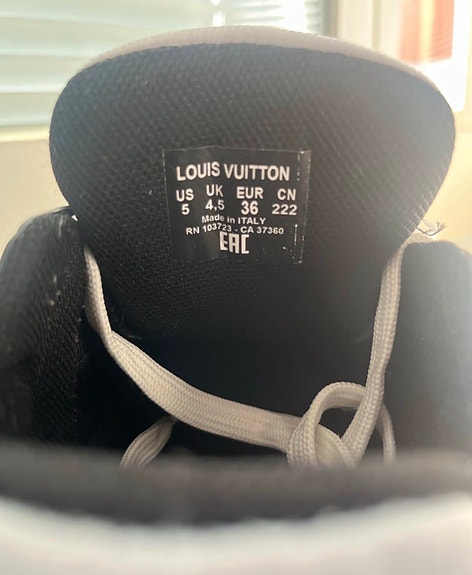 LOUIS VUITTON
US UK EUR CN
5 4,5 36 222
Made in ITALY
RN 103723 - CA 37360
EAC